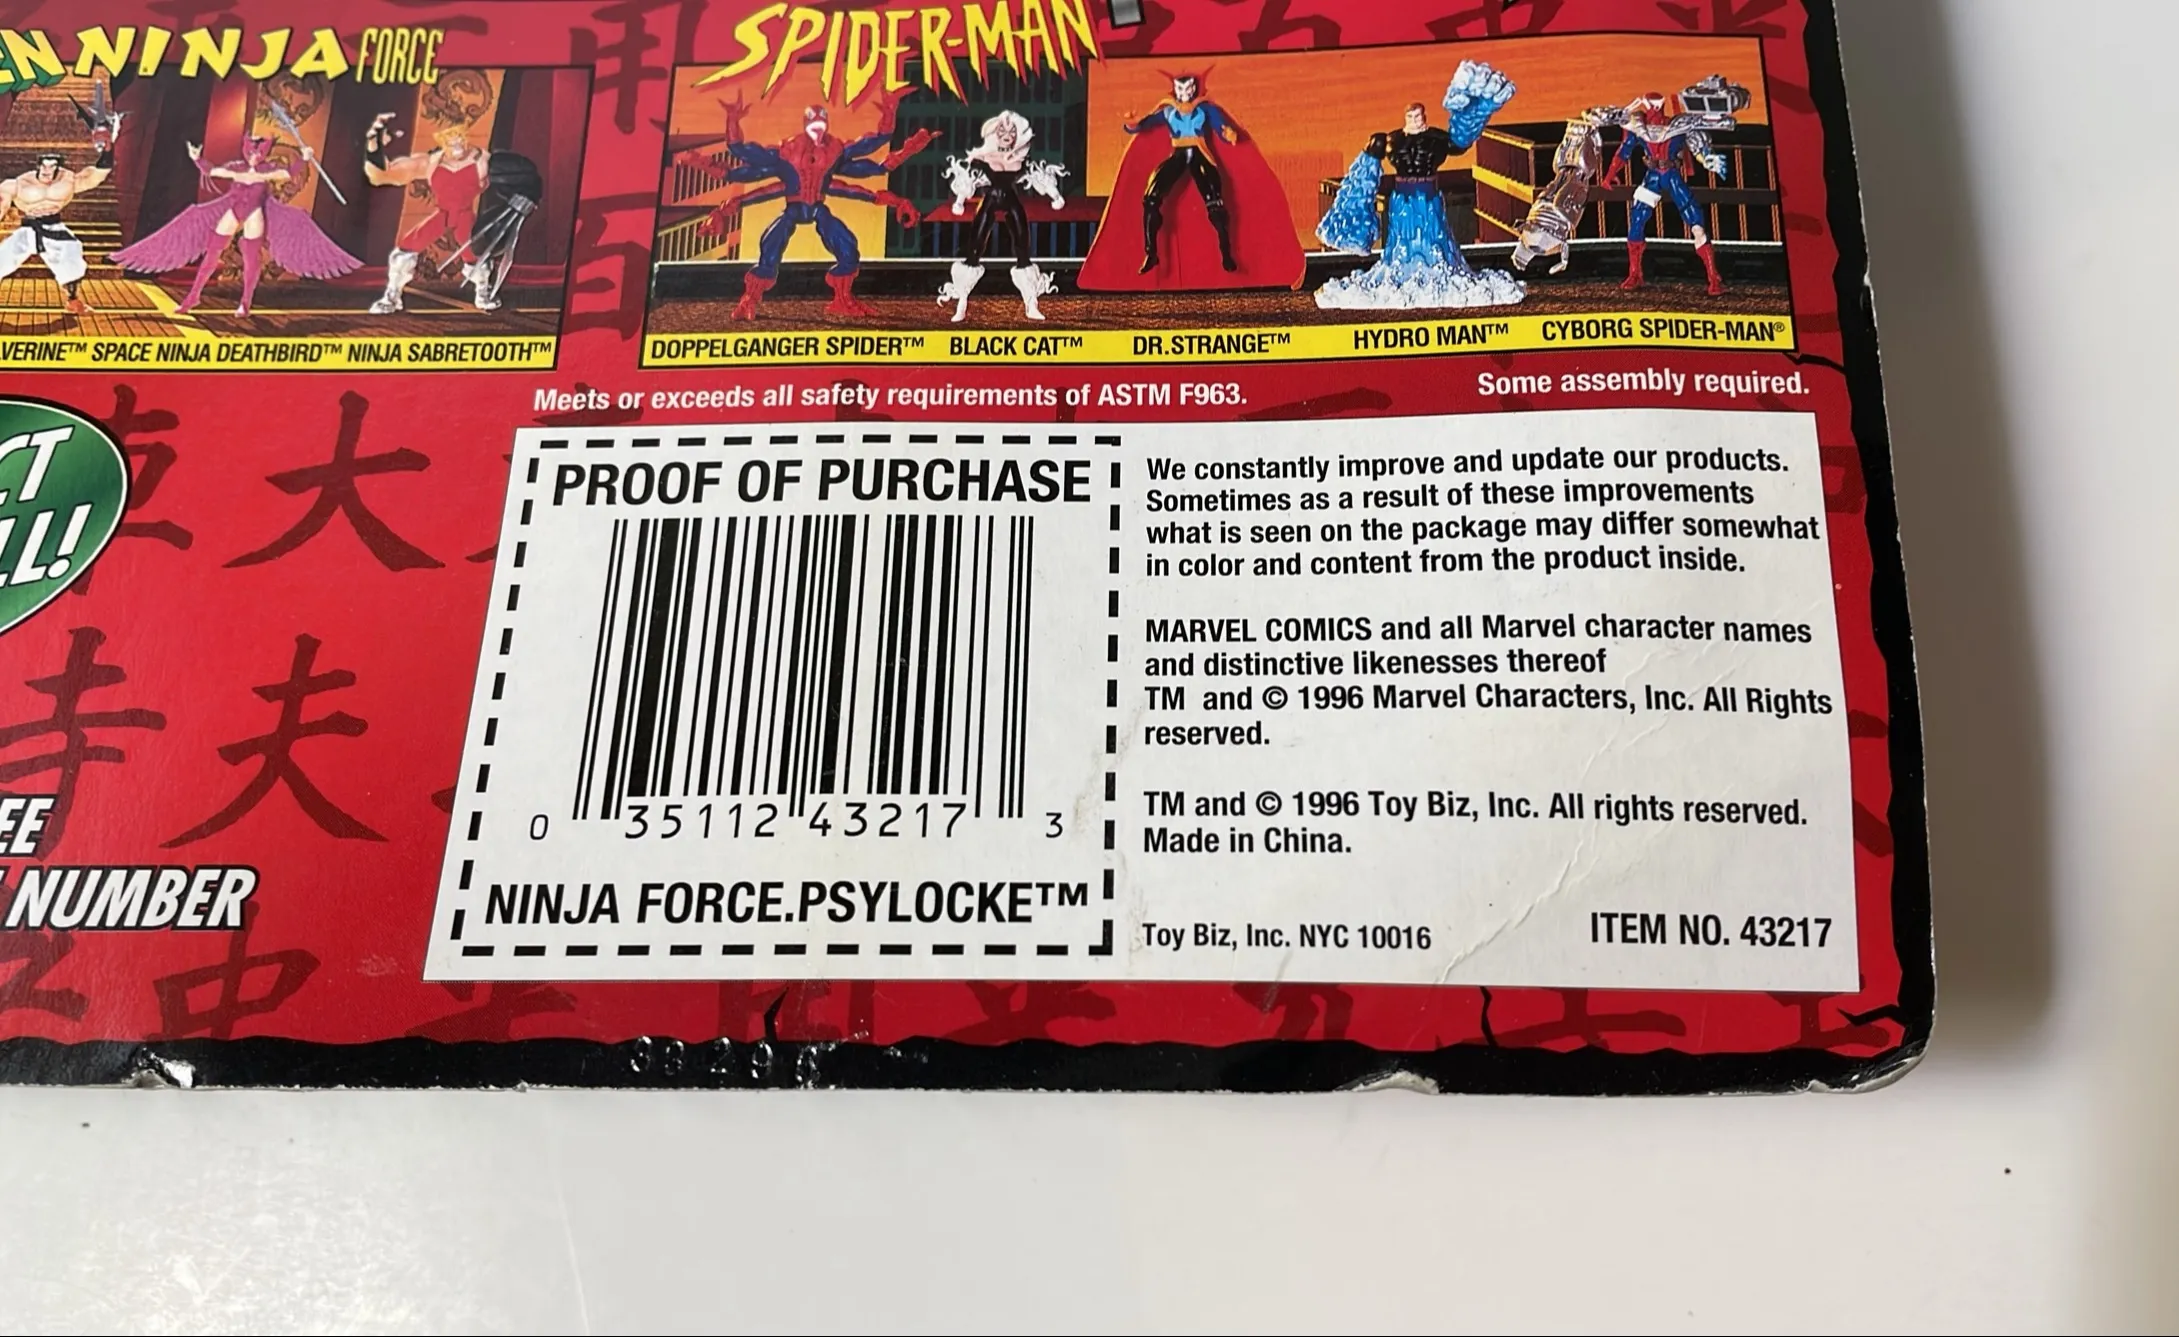 NINJA FORCE
SPIDER-MAN
VERINE™ SPACE NINJA DEATHBIRD™ NINJA SABRETOOTH™
DOPPELGANGER SPIDER™ BLACK CAT™ DR.STRANGE™ HYDRO MAN™ CYBORG SPIDER-MAN®
Meets or exceeds all safety requirements of ASTM F963.
Some assembly required.
大
夫
中
CT
LL!
EE
NUMBER
PROOF OF PURCHASE
0 35112 43217 3
NINJA FORCE.PSYLOCKE™
We constantly improve and update our products.
Sometimes as a result of these improvements
what is seen on the package may differ somewhat
in color and content from the product inside.
MARVEL COMICS and all Marvel character names
and distinctive likenesses thereof
TM and © 1996 Marvel Characters, Inc. All Rights
reserved.
TM and © 1996 Toy Biz, Inc. All rights reserved.
Made in China.
Toy Biz, Inc. NYC 10016
ITEM NO. 43217